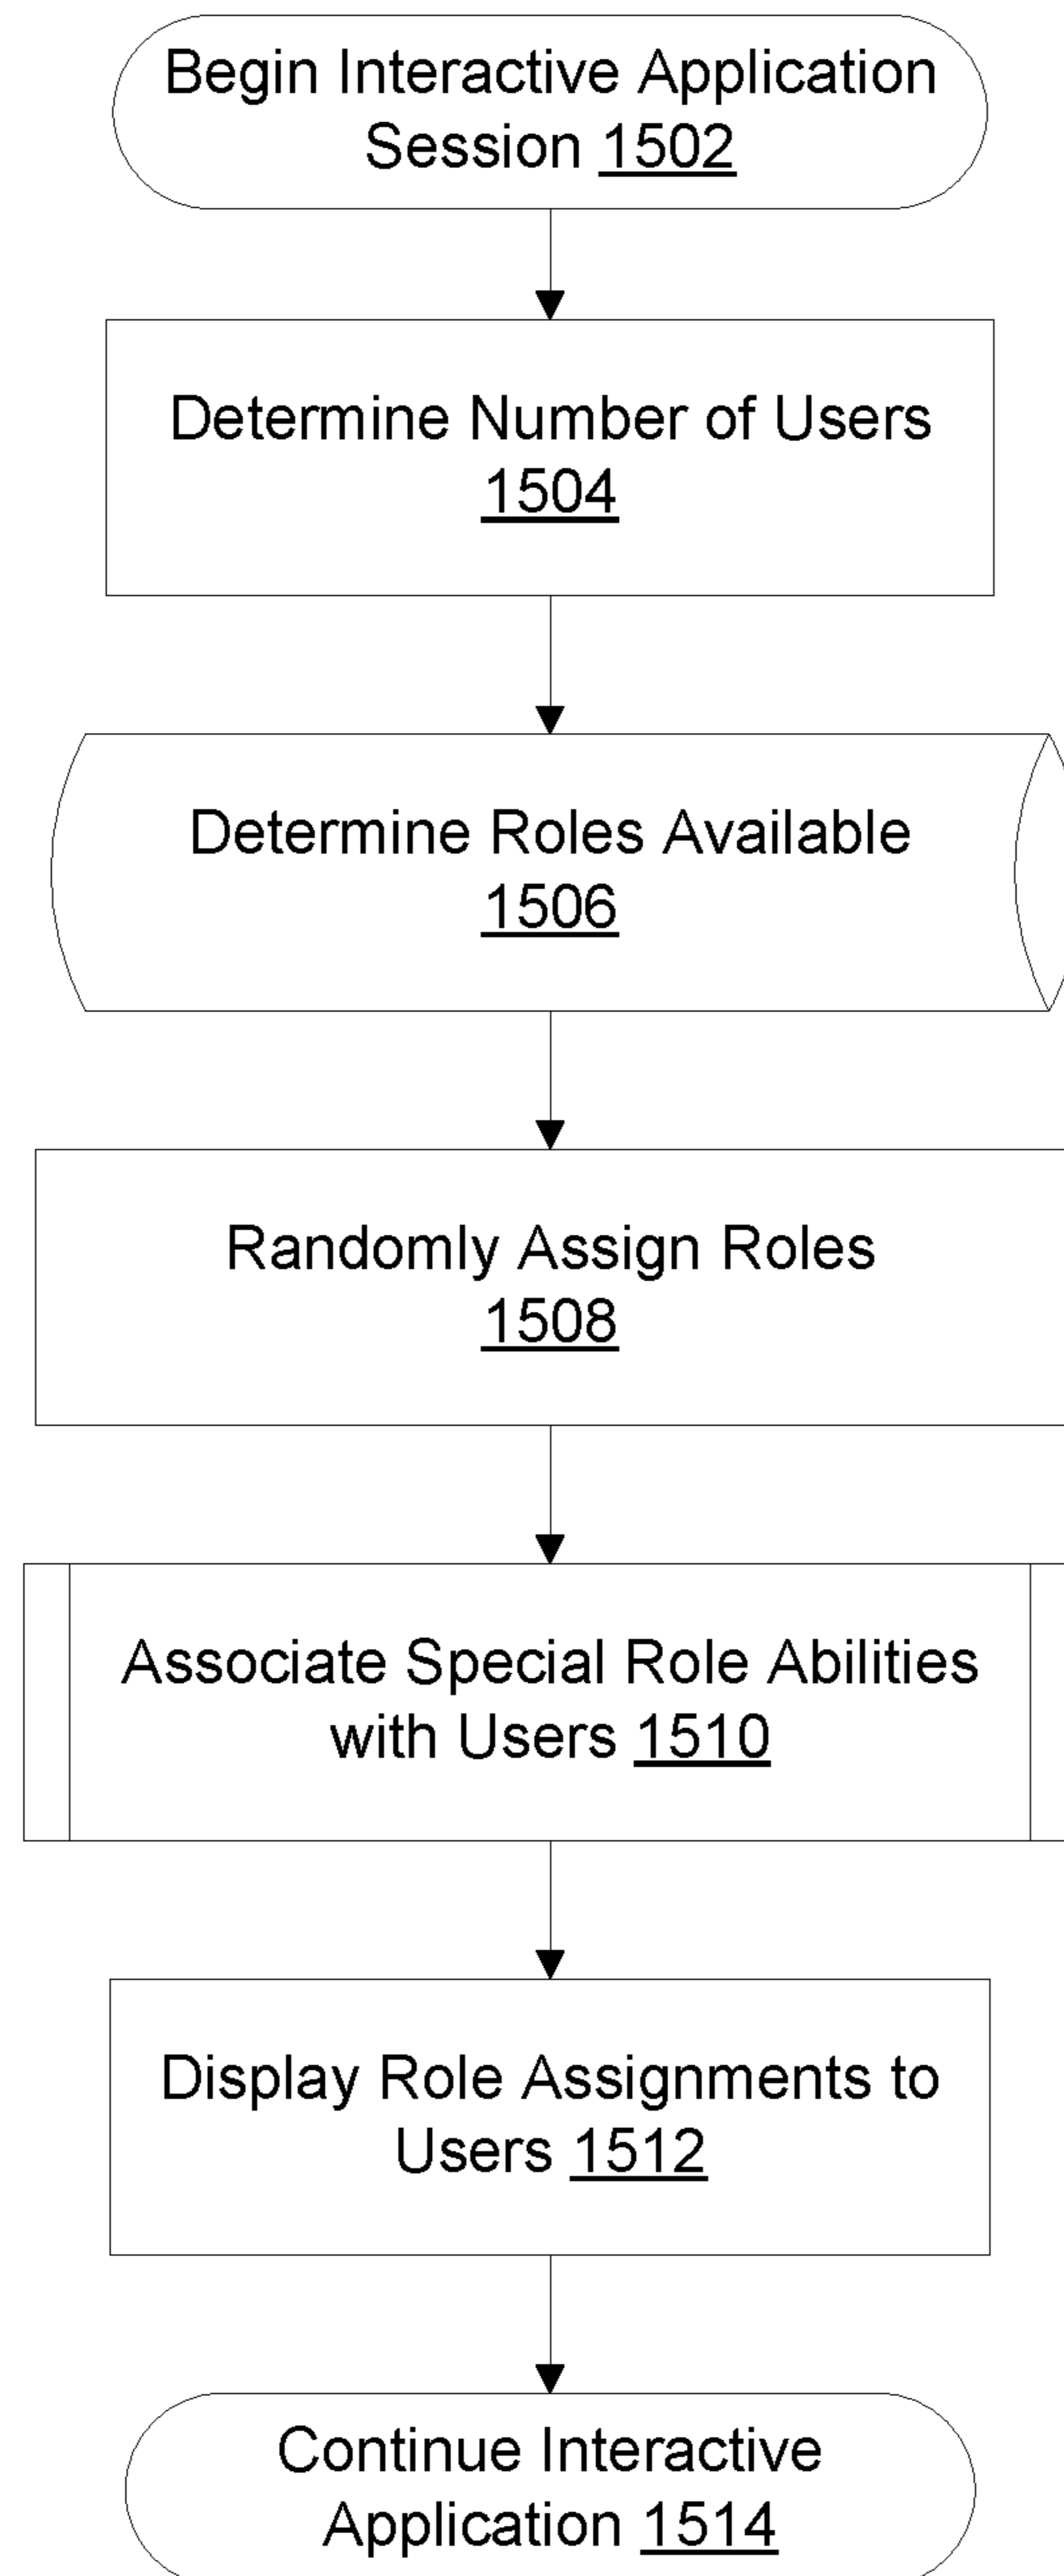 Begin Interactive Application
Session 1502
Determine Number of Users
1504
Determine Roles Available
1506
Randomly Assign Roles
1508
Associate Special Role Abilities
with Users 1510
Display Role Assignments to
Users 1512
Continue Interactive
Application 1514